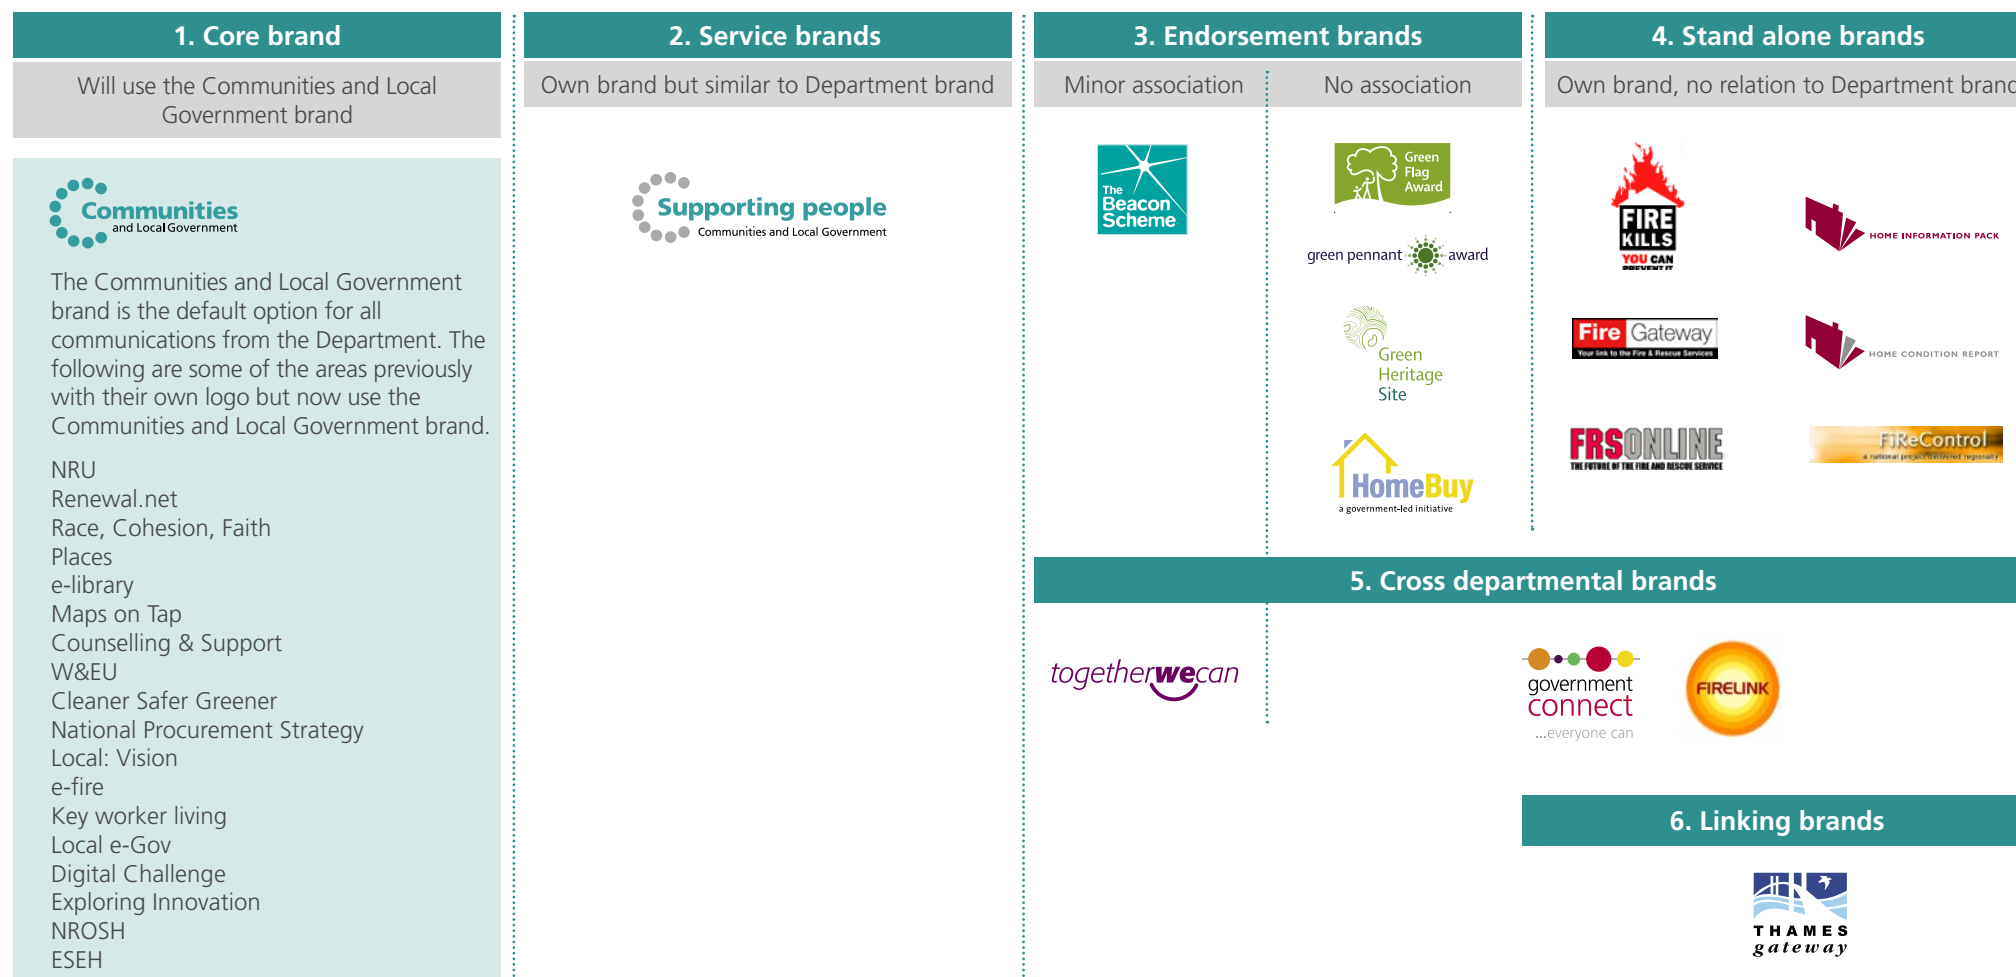 1. Core brand
Will use the Communities and Local
Government brand
Communities
and Local Government
The Communities and Local Government
brand is the default option for all
communications from the Department. The
following are some of the areas previously
with their own logo but now use the
Communities and Local Government brand.
NRU
Renewal.net
Race, Cohesion, Faith
Places
e-library
Maps on Tap
Counselling & Support
W&EU
Cleaner Safer Greener
National Procurement Strategy
Local: Vision
e-fire
Key worker living
Local e-Gov
Digital Challenge
Exploring Innovation
NROSH
ESEH
2. Service brands
Own brand but similar to Department brand
Supporting people
Communities and Local Government
3. Endorsement brands
Minor association
The
Beacon
Scheme
No association
Green
Flag
Award
green pennant award
Green
Heritage
Site
HomeBuy
a government-led initiative
4. Stand alone brands
Own brand, no relation to Department brand
FIRE
KILLS
YOU CAN
PREVENT IT
HOME INFORMATION PACK
Fire Gateway
Your link to the Fire & Rescue Services
HOME CONDITION REPORT
FRSONLINE
THE FUTURE OF THE FIRE AND RESCUE SERVICE
FiReControl
a national project delivered regionally
5. Cross departmental brands
togetherwecan
government
connect
...everyone can
FIRELINK
6. Linking brands
THAMES
gateway